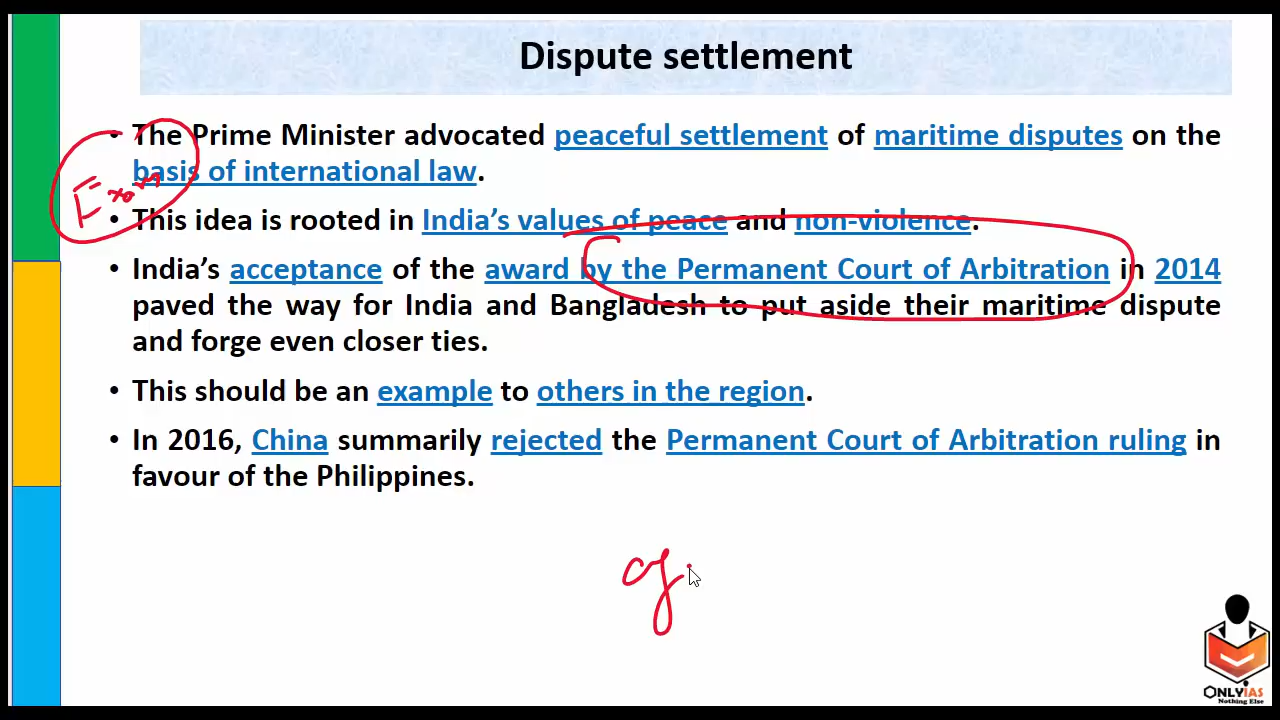 Dispute settlement
• The Prime Minister advocated peaceful settlement of maritime disputes on the
basis of international law.
Exam
• This idea is rooted in India's values of peace and non-violence.
• India's acceptance of the award by the Permanent Court of Arbitration in 2014
paved the way for India and Bangladesh to put aside their maritime dispute
and forge even closer ties.
• This should be an example to others in the region.
• In 2016, China summarily rejected the Permanent Court of Arbitration ruling in
favour of the Philippines.
ONLYIAS
Nothing Else